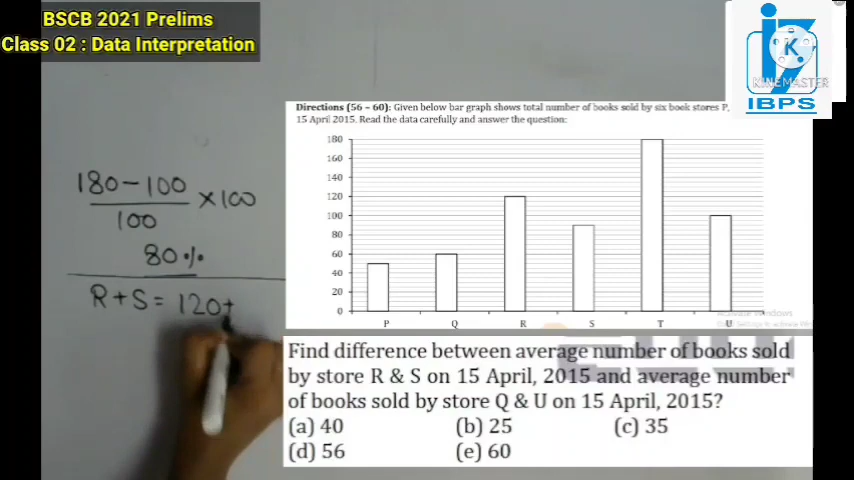 BSCB 2021 Prelims
Class 02 : Data Interpretation
K
KINEMASTER
IBPS
Directions (56 – 60): Given below bar graph shows total number of books sold by six book stores P,
15 April 2015. Read the data carefully and answer the question:
180
160
140
120
100
80
60
40
20
0
P Q R S T U
180-100
100
×100
80%
R+S= 120+
Activate Windows
Find difference between average number of books sold
by store R & S on 15 April, 2015 and average number
of books sold by store Q & U on 15 April, 2015?
(a) 40 (b) 25 (c) 35
(d) 56 (e) 60